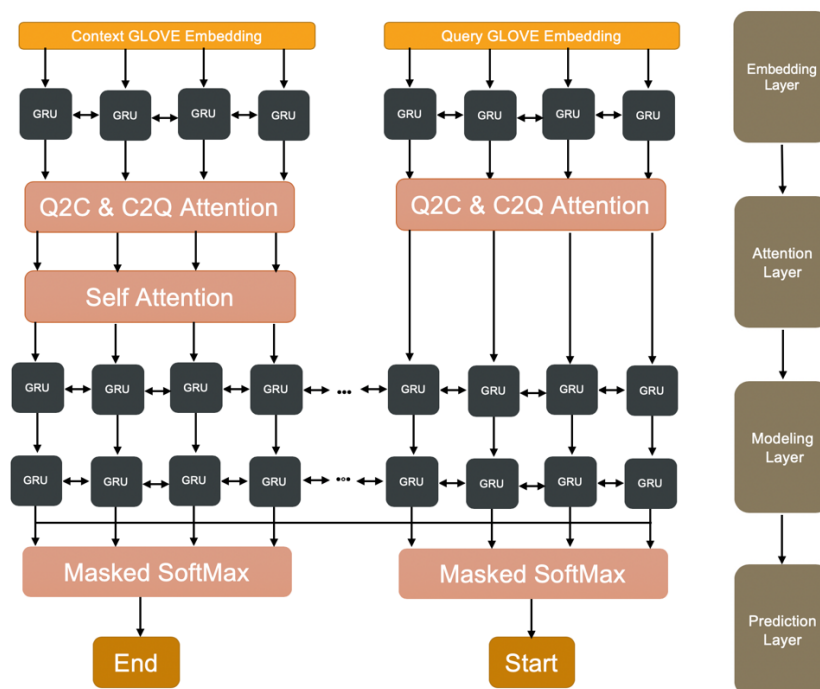 Context GLOVE Embedding
Query GLOVE Embedding
Embedding
Layer
GRU GRU GRU GRU
GRU GRU GRU GRU
Q2C & C2Q Attention
Q2C & C2Q Attention
Attention
Layer
Self Attention
GRU GRU GRU GRU ... GRU GRU GRU GRU
Modeling
Layer
GRU GRU GRU GRU ... GRU GRU GRU GRU
Masked SoftMax
Masked SoftMax
Prediction
Layer
End
Start